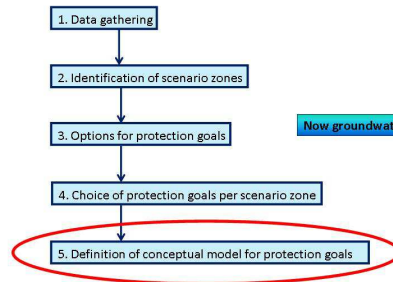 1. Data gathering
2. Identification of scenario zones
3. Options for protection goals
Now groundwat
4. Choice of protection goals per scenario zone
5. Definition of conceptual model for protection goals